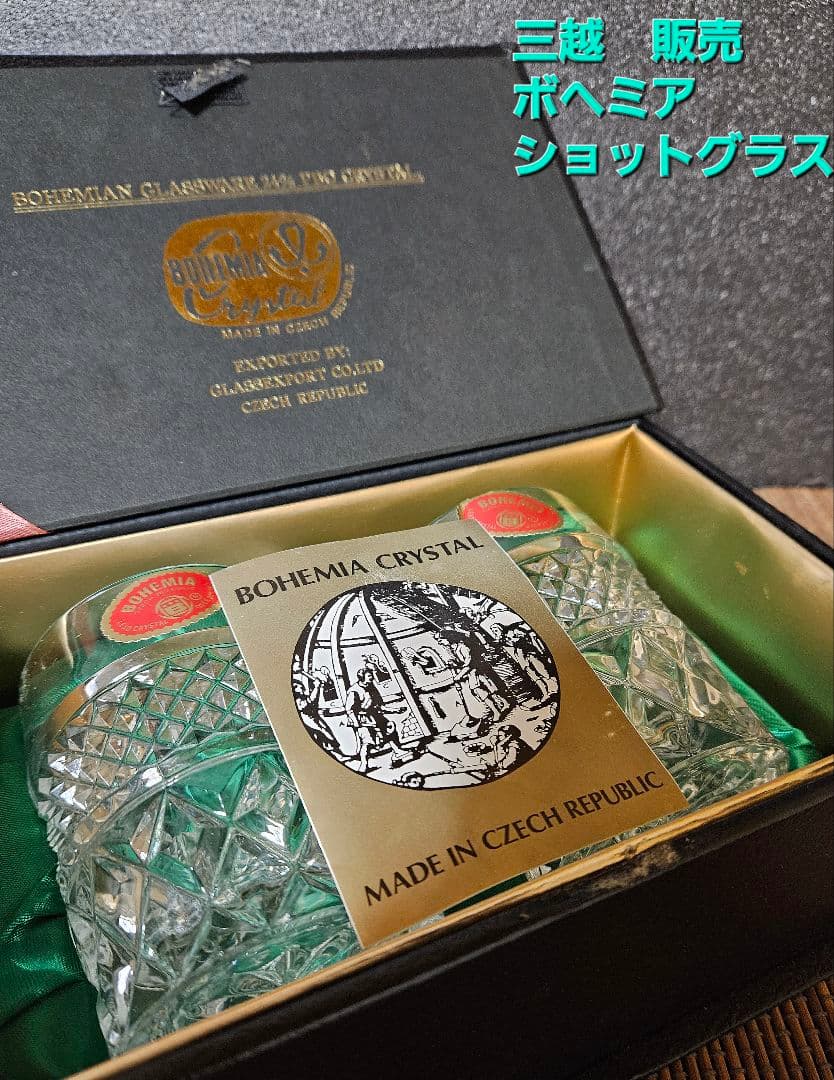 三越　販売
ボヘミア
ショットグラス
BOHEMIAN GLASSWARE 24% PBO CRYSTAL.
BOHEMIA
Crystal
MADE IN CZECH REPUBLIC
EXPORTED BY:
GLASSEXPORT CO.LTD
CZECH REPUBLIC
BOHEMIA
BOHEMIA
CRYSTAL
BOHEMIA CRYSTAL
MADE IN CZECH REPUBLIC